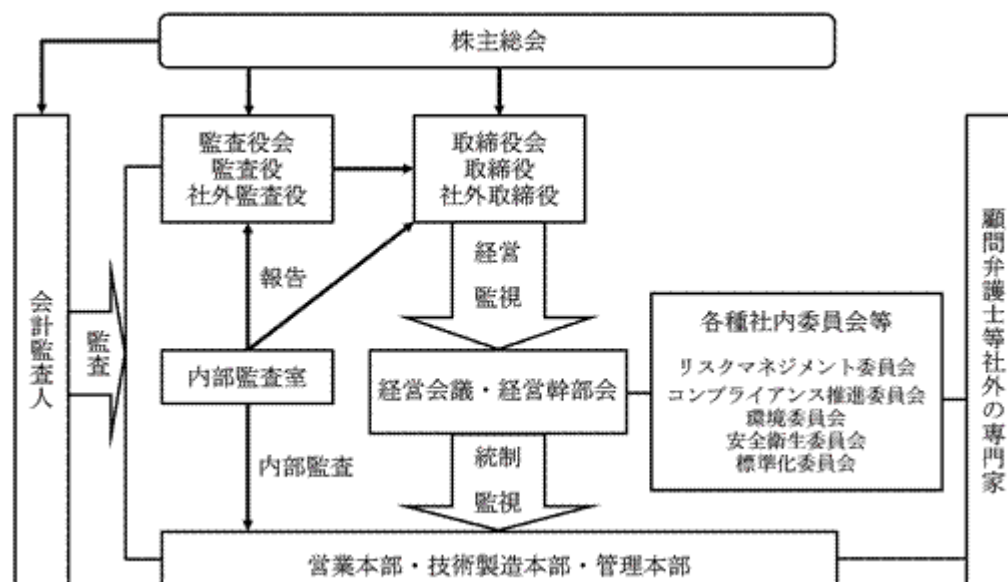 株主総会
監査役会
監査役
社外監査役
取締役会
取締役
社外取締役
会計監査人
監査
報告
経営
監視
内部監査室
経営会議・経営幹部会
各種社内委員会等
リスクマネジメント委員会
コンプライアンス推進委員会
環境委員会
安全衛生委員会
標準化委員会
顧問弁護士等社外の専門家
内部監査
統制
監視
営業本部・技術製造本部・管理本部